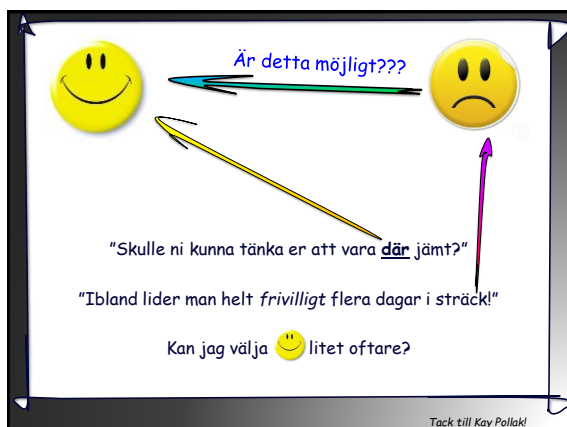 Är detta möjligt???
”Skulle ni kunna tänka er att vara där jämt?”
”Ibland lider man helt frivilligt flera dagar i sträck!”
Kan jag välja litet oftare?
Tack till Kay Pollak!